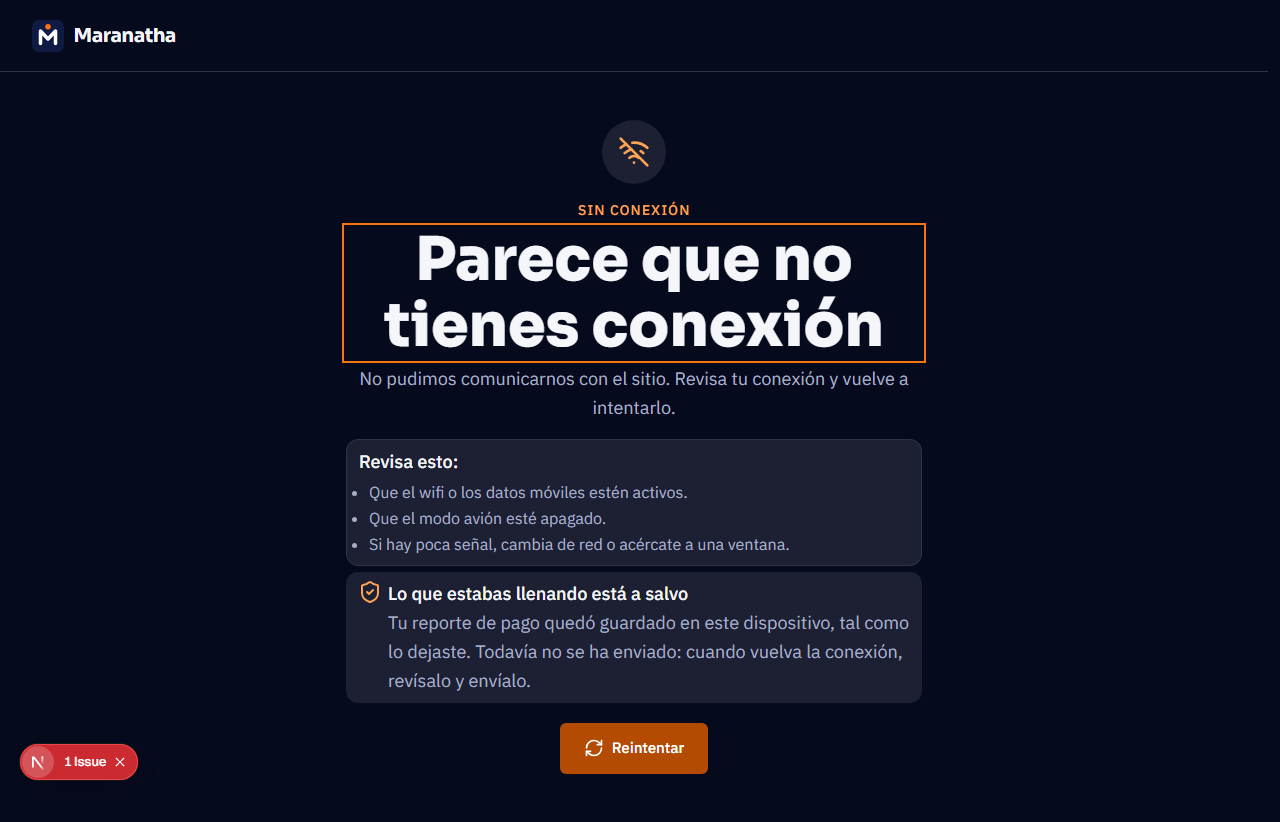 Maranatha
SIN CONEXIÓN
Parece que no
tienes conexión
No pudimos comunicarnos con el sitio. Revisa tu conexión y vuelve a
intentarlo.
Revisa esto:
Que el wifi o los datos móviles estén activos.
Que el modo avión esté apagado.
Si hay poca señal, cambia de red o acércate a una ventana.
Lo que estabas llenando está a salvo
Tu reporte de pago quedó guardado en este dispositivo, tal como
lo dejaste. Todavía no se ha enviado: cuando vuelva la conexión,
revísalo y envíalo.
Reintentar
N 1 Issue